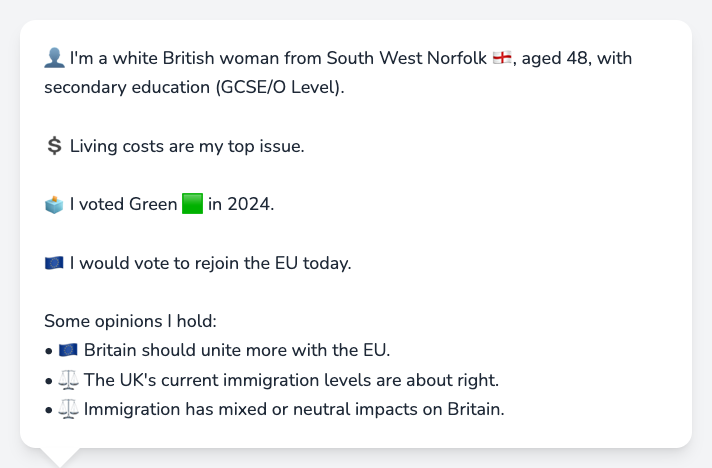 I'm a white British woman from South West Norfolk 🏴󠁧󠁢󠁥󠁮󠁧󠁿, aged 48, with
secondary education (GCSE/O Level).
Living costs are my top issue.
I voted Green 🟩 in 2024.
I would vote to rejoin the EU today.
Some opinions I hold:
• 🇪🇺 Britain should unite more with the EU.
• ⚖️ The UK's current immigration levels are about right.
• ⚖️ Immigration has mixed or neutral impacts on Britain.